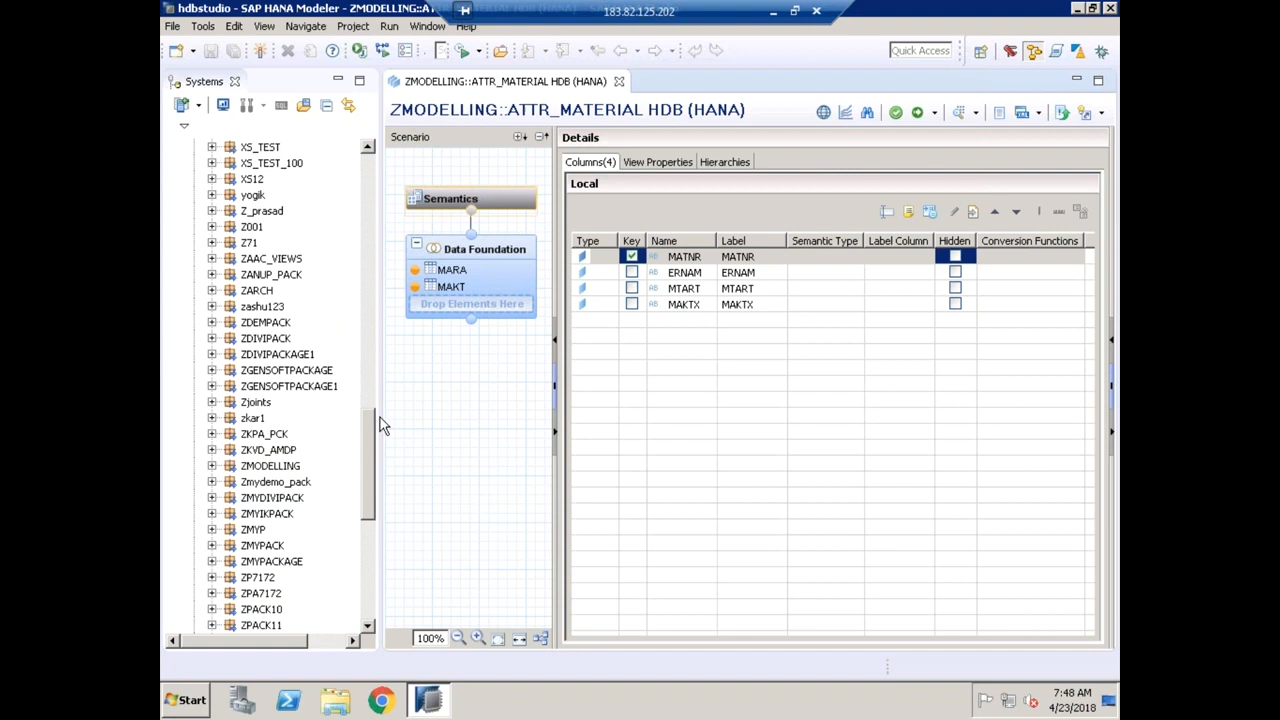 hdbstudio - SAP HANA Modeler - ZMODELLING::AT
183.82.125.202
File Tools Edit View Navigate Project Run Window Help
Quick Access
Systems
ZMODELLING::ATTR_MATERIAL HDB (HANA)
ZMODELLING::ATTR_MATERIAL HDB (HANA)
Scenario
Details
Columns(4) View Properties Hierarchies
Local
Semantics
Data Foundation
MARA
MAKT
Drop Elements Here
Type Key Name Label Semantic Type Label Column Hidden Conversion Functions
AB MATNR MATNR
AB ERNAM ERNAM
AB MTART MTART
AB MAKTX MAKTX
XS_TEST
XS_TEST_100
XS12
yogik
Z_prasad
Z001
Z71
ZAAC_VIEWS
ZANUP_PACK
ZARCH
zashu123
ZDEMPACK
ZDIVIPACK
ZDIVIPACKAGE1
ZGENSOFTPACKAGE
ZGENSOFTPACKAGE1
Zjoints
zkar1
ZKPA_PCK
ZKVD_AMDP
ZMODELLING
Zmydemo_pack
ZMYDIVIPACK
ZMYIKPACK
ZMYP
ZMYPACK
ZMYPACKAGE
ZP7172
ZPA7172
ZPACK10
ZPACK11
100%
Start
7:48 AM
4/23/2018